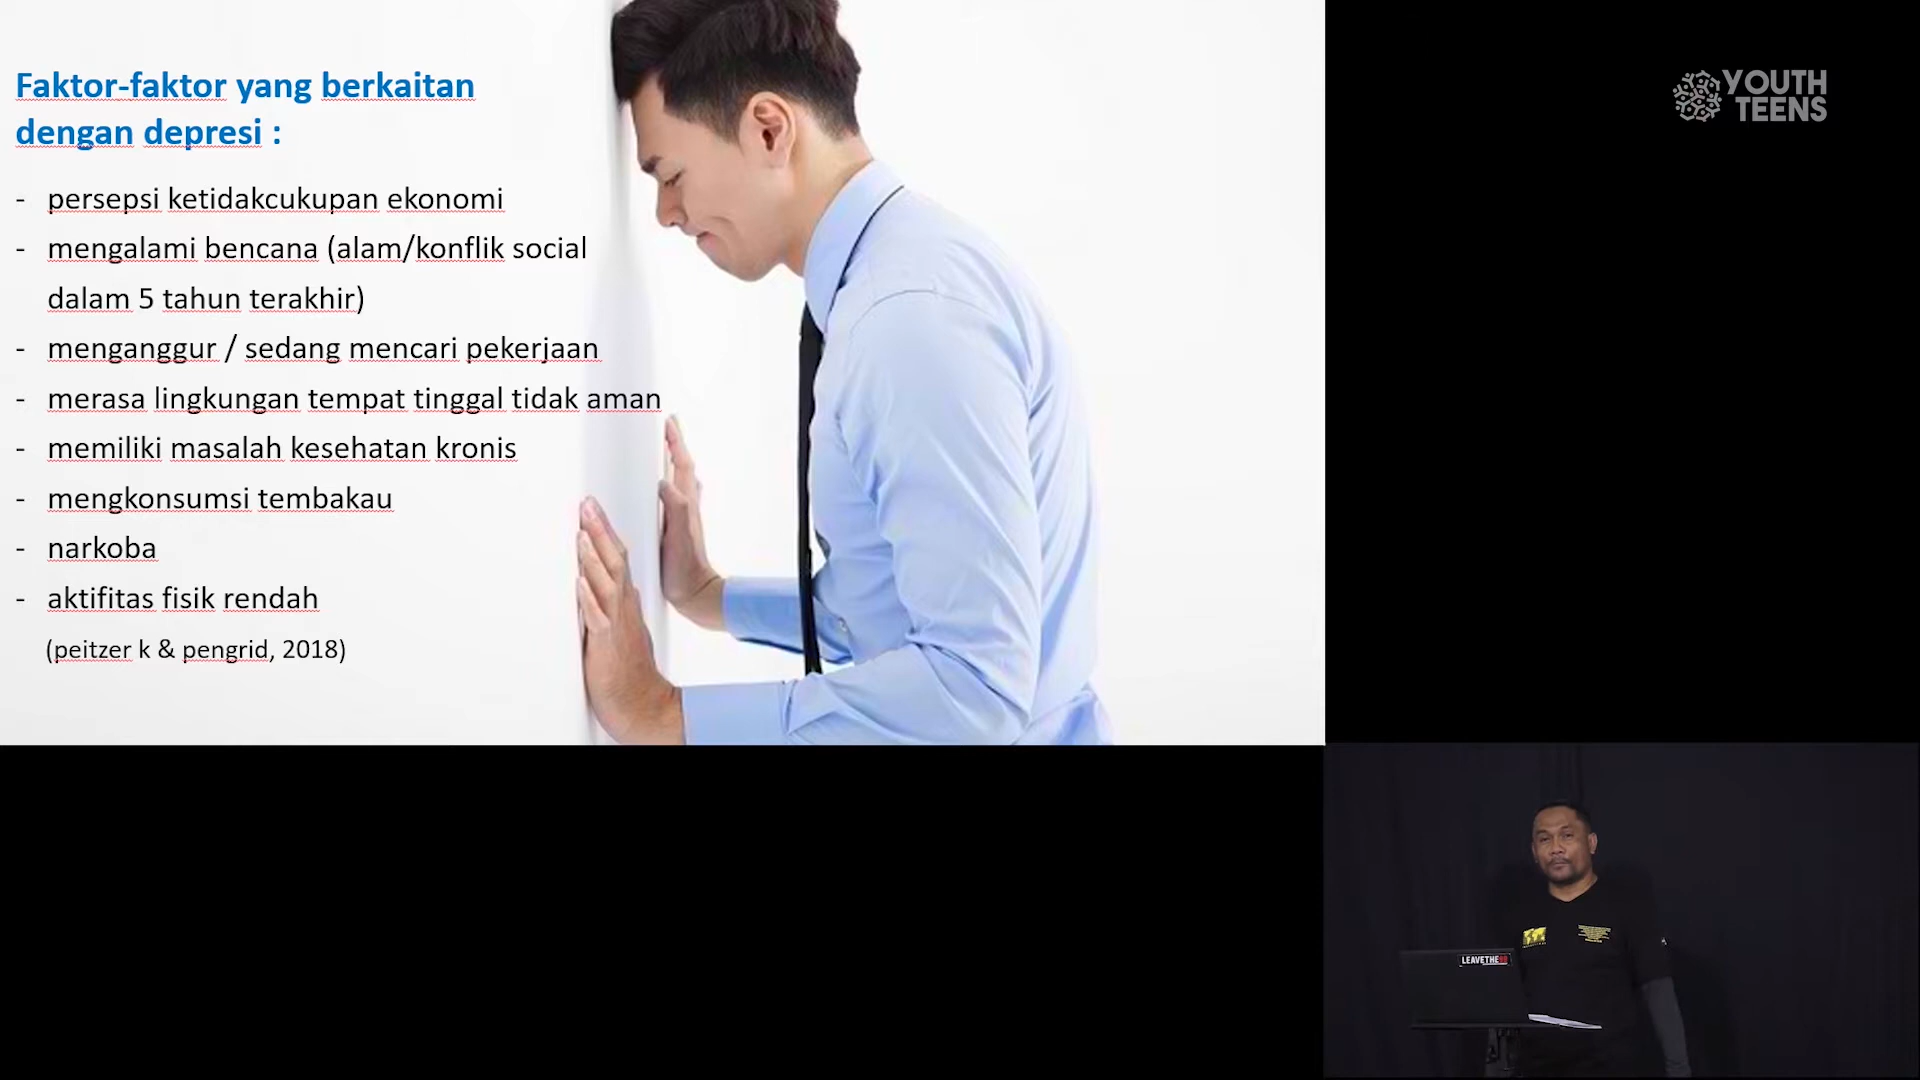 Faktor-faktor yang berkaitan
dengan depresi :
- persepsi ketidakcukupan ekonomi
- mengalami bencana (alam/konflik social
dalam 5 tahun terakhir)
- menganggur / sedang mencari pekerjaan
- merasa lingkungan tempat tinggal tidak aman
- memiliki masalah kesehatan kronis
- mengkonsumsi tembakau
- narkoba
- aktifitas fisik rendah
(peitzer k & pengrid, 2018)
YOUTH
TEENS
LEAVETHE